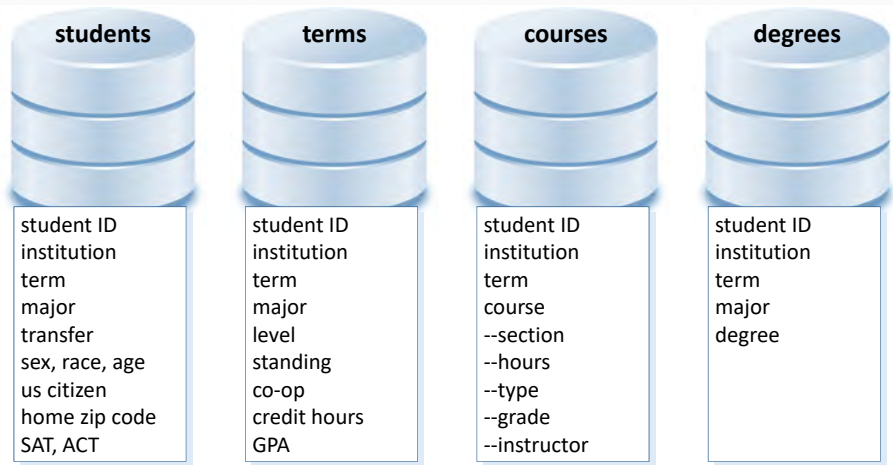 students
student ID
institution
term
major
transfer
sex, race, age
us citizen
home zip code
SAT, ACT
terms
student ID
institution
term
major
level
standing
co-op
credit hours
GPA
courses
student ID
institution
term
course
--section
--hours
--type
--grade
--instructor
degrees
student ID
institution
term
major
degree